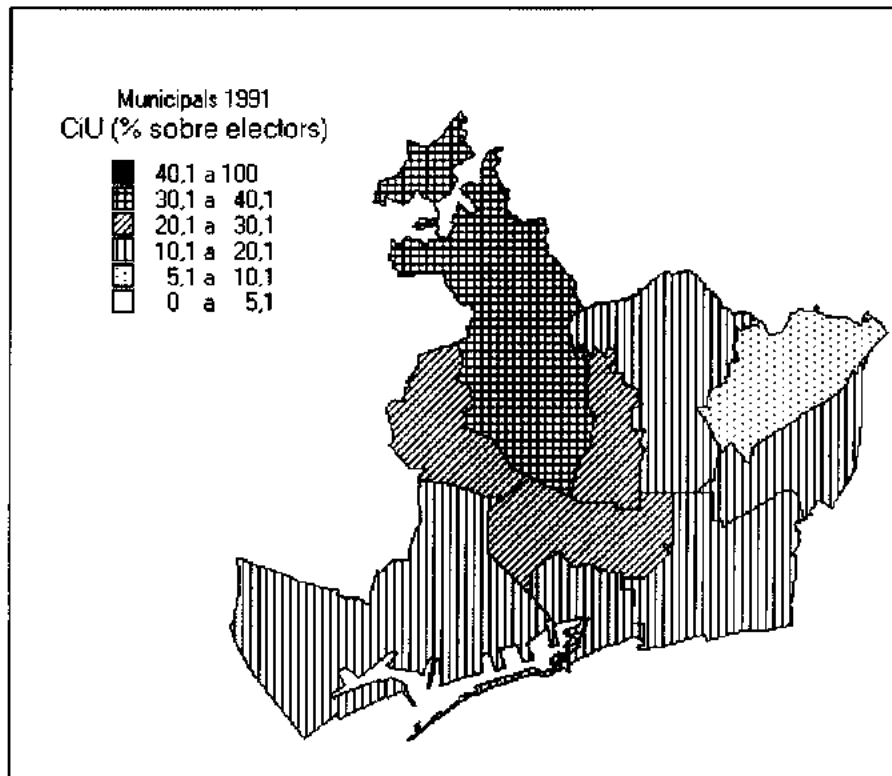 Municipals 1991
CiU (% sobre electors)
40,1 a 100
30,1 a 40,1
20,1 a 30,1
10,1 a 20,1
5,1 a 10,1
0 a 5,1